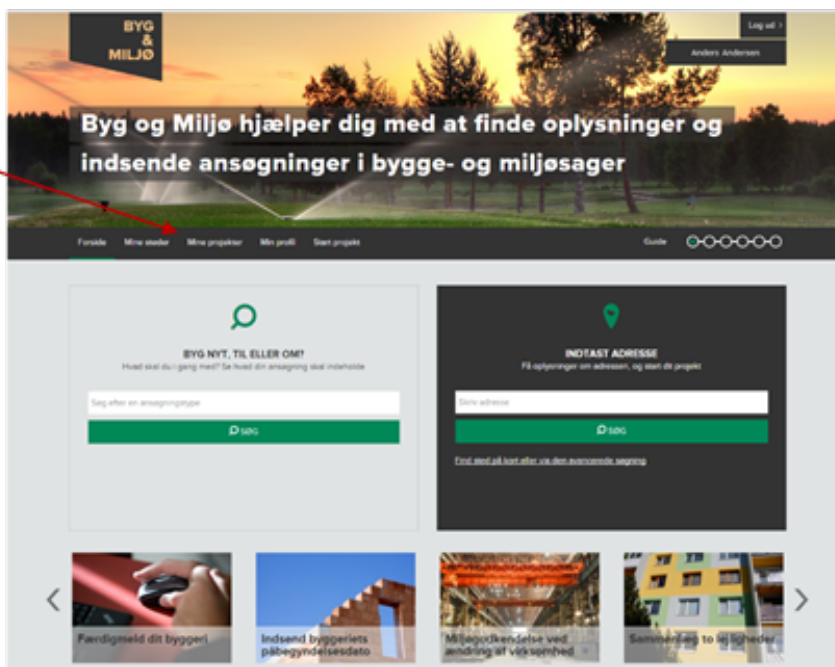 BYG
&
MILJØ
Log ud ›
Anders Andersen
Byg og Miljø hjælper dig med at finde oplysninger og
indsende ansøgninger i bygge- og miljøsager
Forside Mine steder Mine projekter Min profil Start projekt Guide
BYG NYT, TIL ELLER OM?
Hvad skal du i gang med? Se hvad din ansøgning skal indeholde
Søg efter en ansøgningstype
SØG
INDTAST ADRESSE
Få oplysninger om adressen, og start dit projekt
Skriv adresse
SØG
Find sted på kort eller via den avancerede søgning
Færdigmeld dit byggeri
Indsend byggeriets
påbegyndelsesdato
Miljøgodkendelse ved
ændring af virksomhed
Sammenlæg to lejligheder